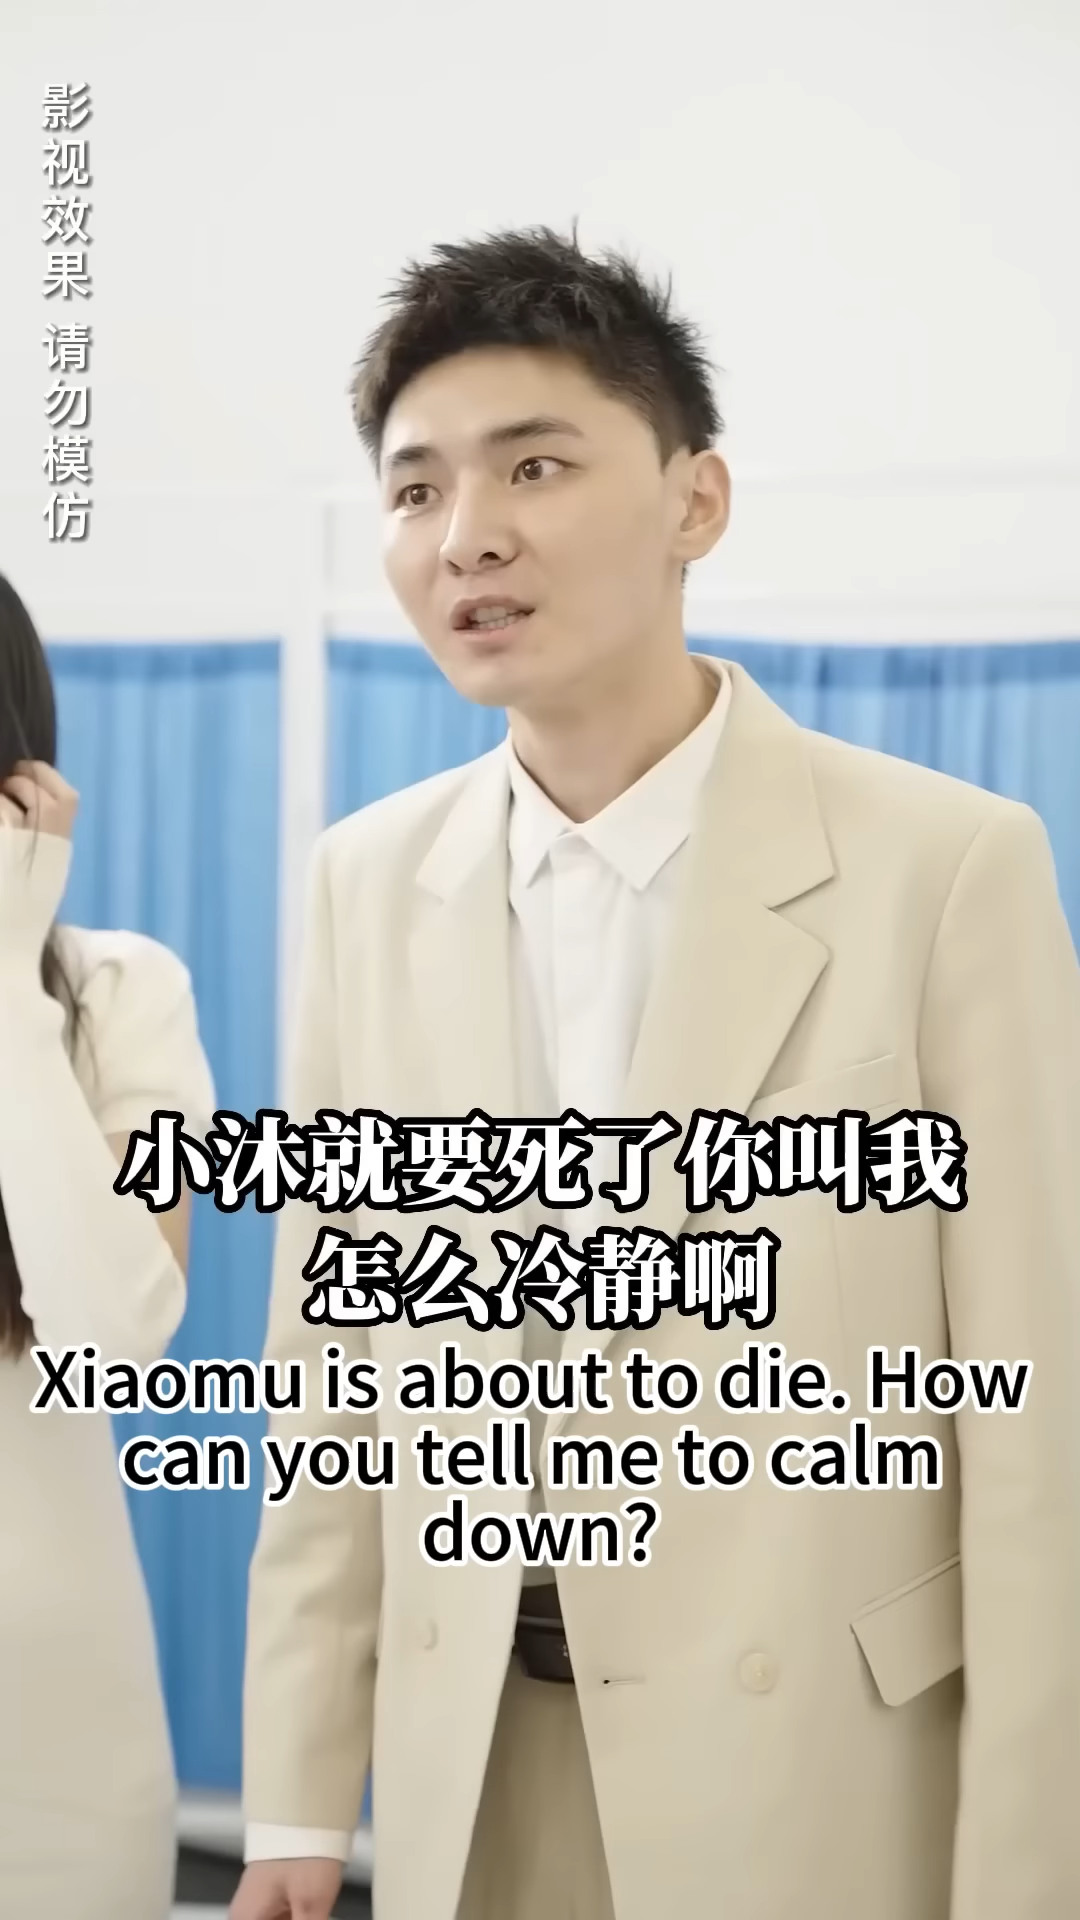 影视效果 请勿模仿
小沐就要死了你叫我
怎么冷静啊
Xiaomu is about to die. How
can you tell me to calm
down?